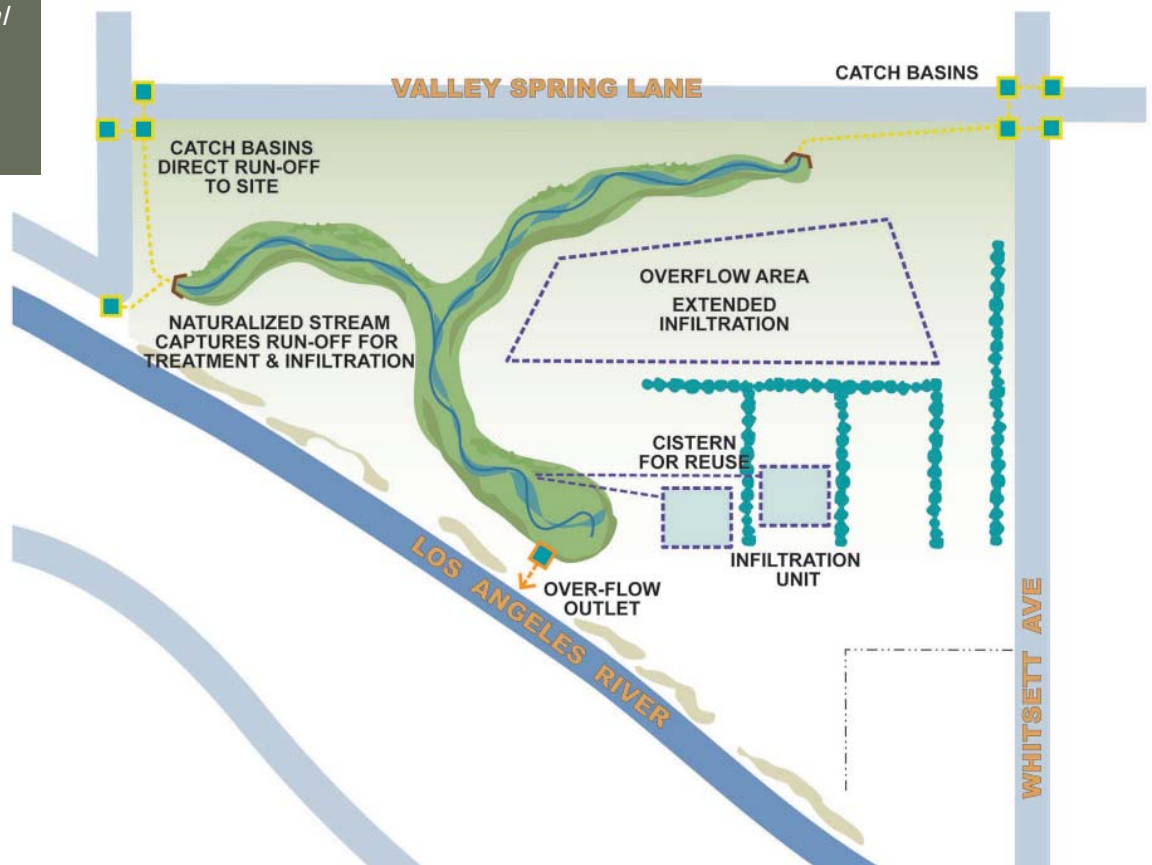 VALLEY SPRING LANE
CATCH BASINS
CATCH BASINS
DIRECT RUN-OFF
TO SITE
OVERFLOW AREA
EXTENDED
INFILTRATION
NATURALIZED STREAM
CAPTURES RUN-OFF FOR
TREATMENT & INFILTRATION
CISTERN
FOR REUSE
INFILTRATION
UNIT
OVER-FLOW
OUTLET
LOS ANGELES RIVER
WHITSETT AVE